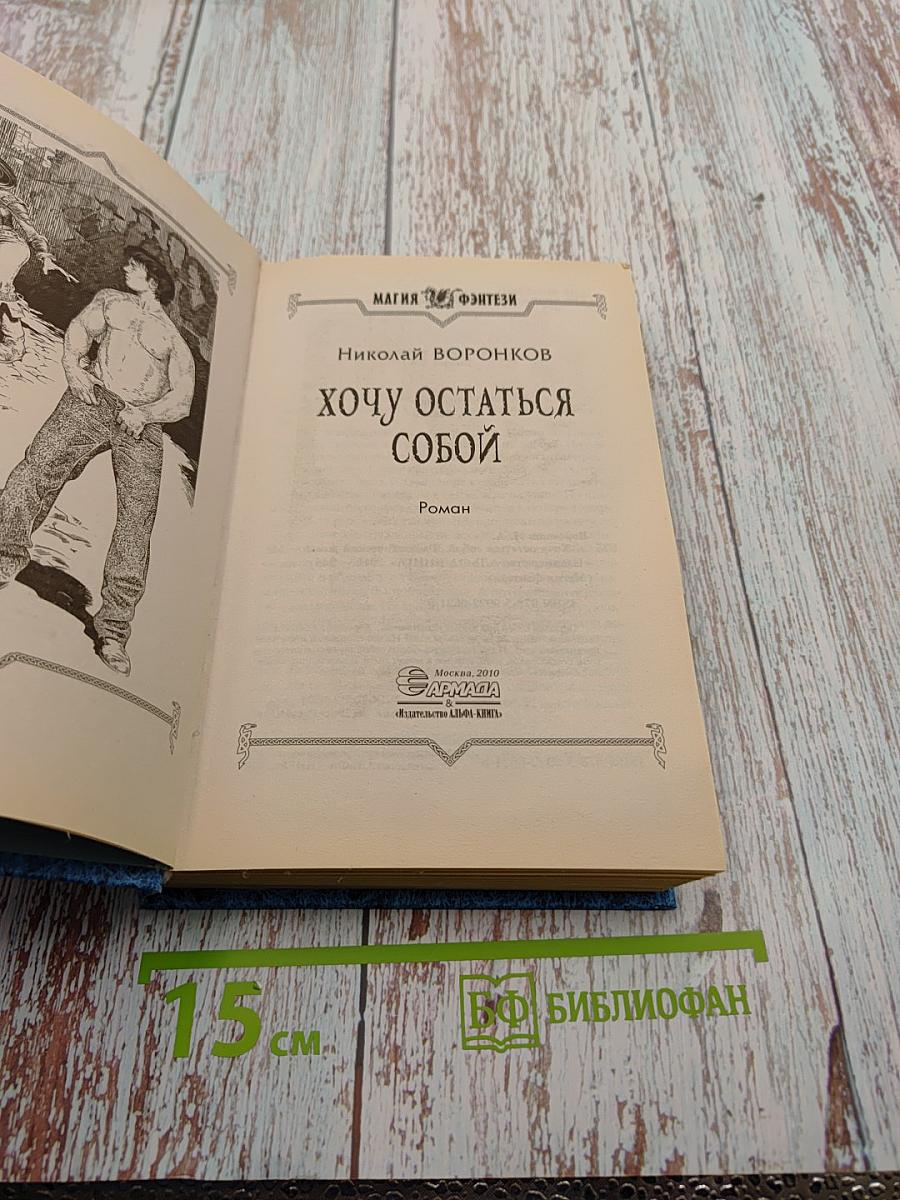 МАГИЯ ФЭНТЕЗИ
Николай ВОРОНКОВ
ХОЧУ ОСТАТЬСЯ
СОБОЙ
Роман
Москва, 2010
АРМАДА
&
«Издательство АЛЬФА-КНИГА»
15 см
БФ БИБЛИОФАН